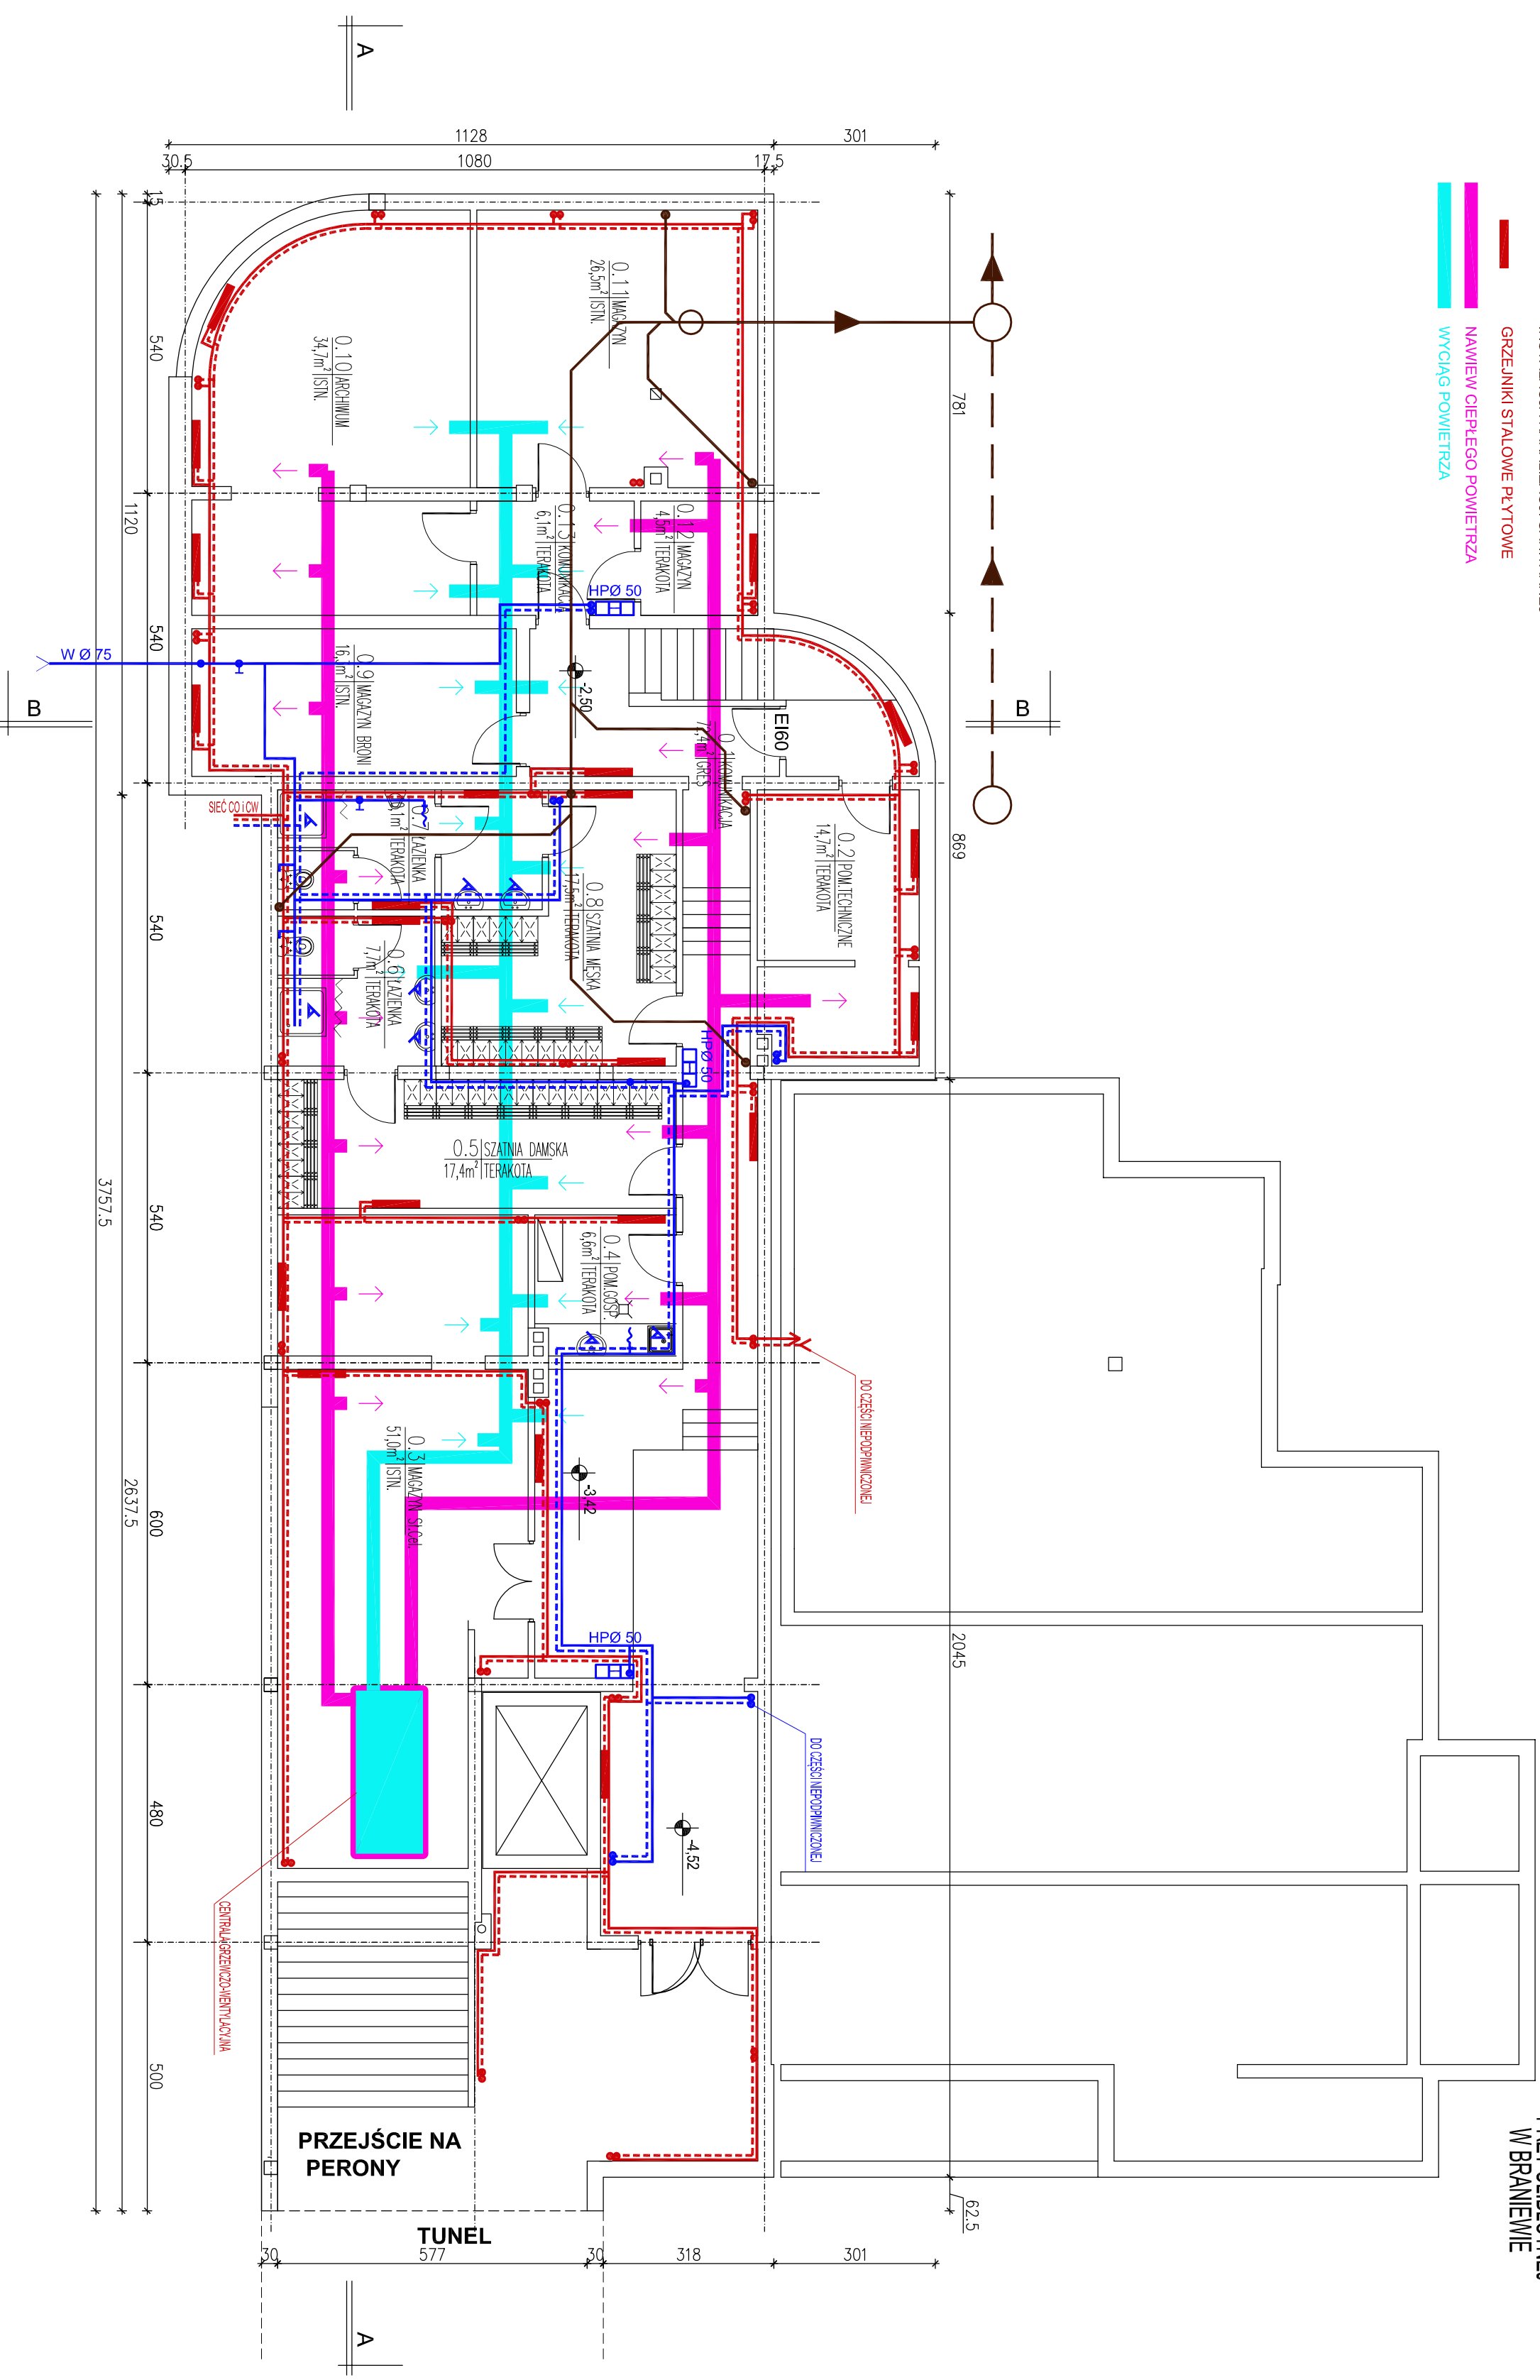 GRZEJNIKI STALOWE PŁYTOWE
NAWIEW CIEPŁEGO POWIETRZA
WYCIĄG POWIETRZA
W BRANIEWIE
A
A
B
B
1128
301
30.5
1080
17.5
15
540
540
540
540
600
480
500
1120
2637.5
3757.5
781
869
2045
62.5
30
577
30
318
301
0.11 MAGAZYN
26,5m² ISTN.
0.10 ARCHIWUM
34,7m² ISTN.
0.12 MAGAZYN
4,5m² TERAKOTA
0.13 KOMUNIKACJA
6,1m² TERAKOTA
HPØ 50
W Ø 75
0.9 MAGAZYN BRONI
ISTN.
-2,50
EI60
0.1 KOMUNIKACJA
GRES
SIEĆ CO i CW
0.7 ŁAZIENKA
TERAKOTA
0.8 SZATNIA MĘSKA
17,5m² TERAKOTA
0.2 POM.TECHNICZNE
14,7m² TERAKOTA
0.6 ŁAZIENKA
7,7m² TERAKOTA
HPØ 50
0.5 SZATNIA DAMSKA
17,4m² TERAKOTA
0.4 POM.GOSP.
6,6m² TERAKOTA
DO CZĘŚCI NIEPODPIWNICZONEJ
0.3 MAGAZYN Sł.Cel.
51,0m² ISTN.
-3,42
HPØ 50
DO CZĘŚCI NIEPODPIWNICZONEJ
-4,52
CENTRALA GRZEWCZO-WENTYLACYJNA
PRZEJŚCIE NA
PERONY
TUNEL